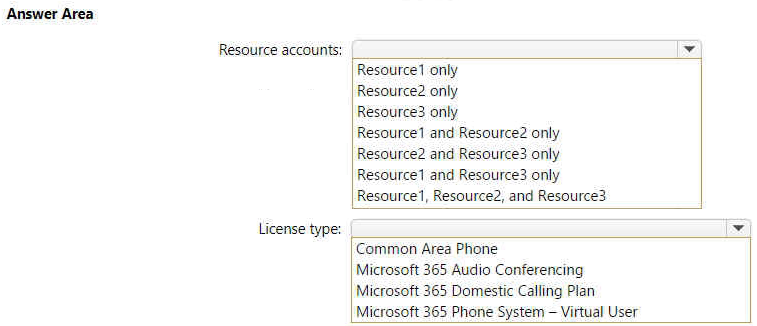 Answer Area
Resource accounts:
Resource1 only
Resource2 only
Resource3 only
Resource1 and Resource2 only
Resource2 and Resource3 only
Resource1 and Resource3 only
Resource1, Resource2, and Resource3
License type:
Common Area Phone
Microsoft 365 Audio Conferencing
Microsoft 365 Domestic Calling Plan
Microsoft 365 Phone System – Virtual User